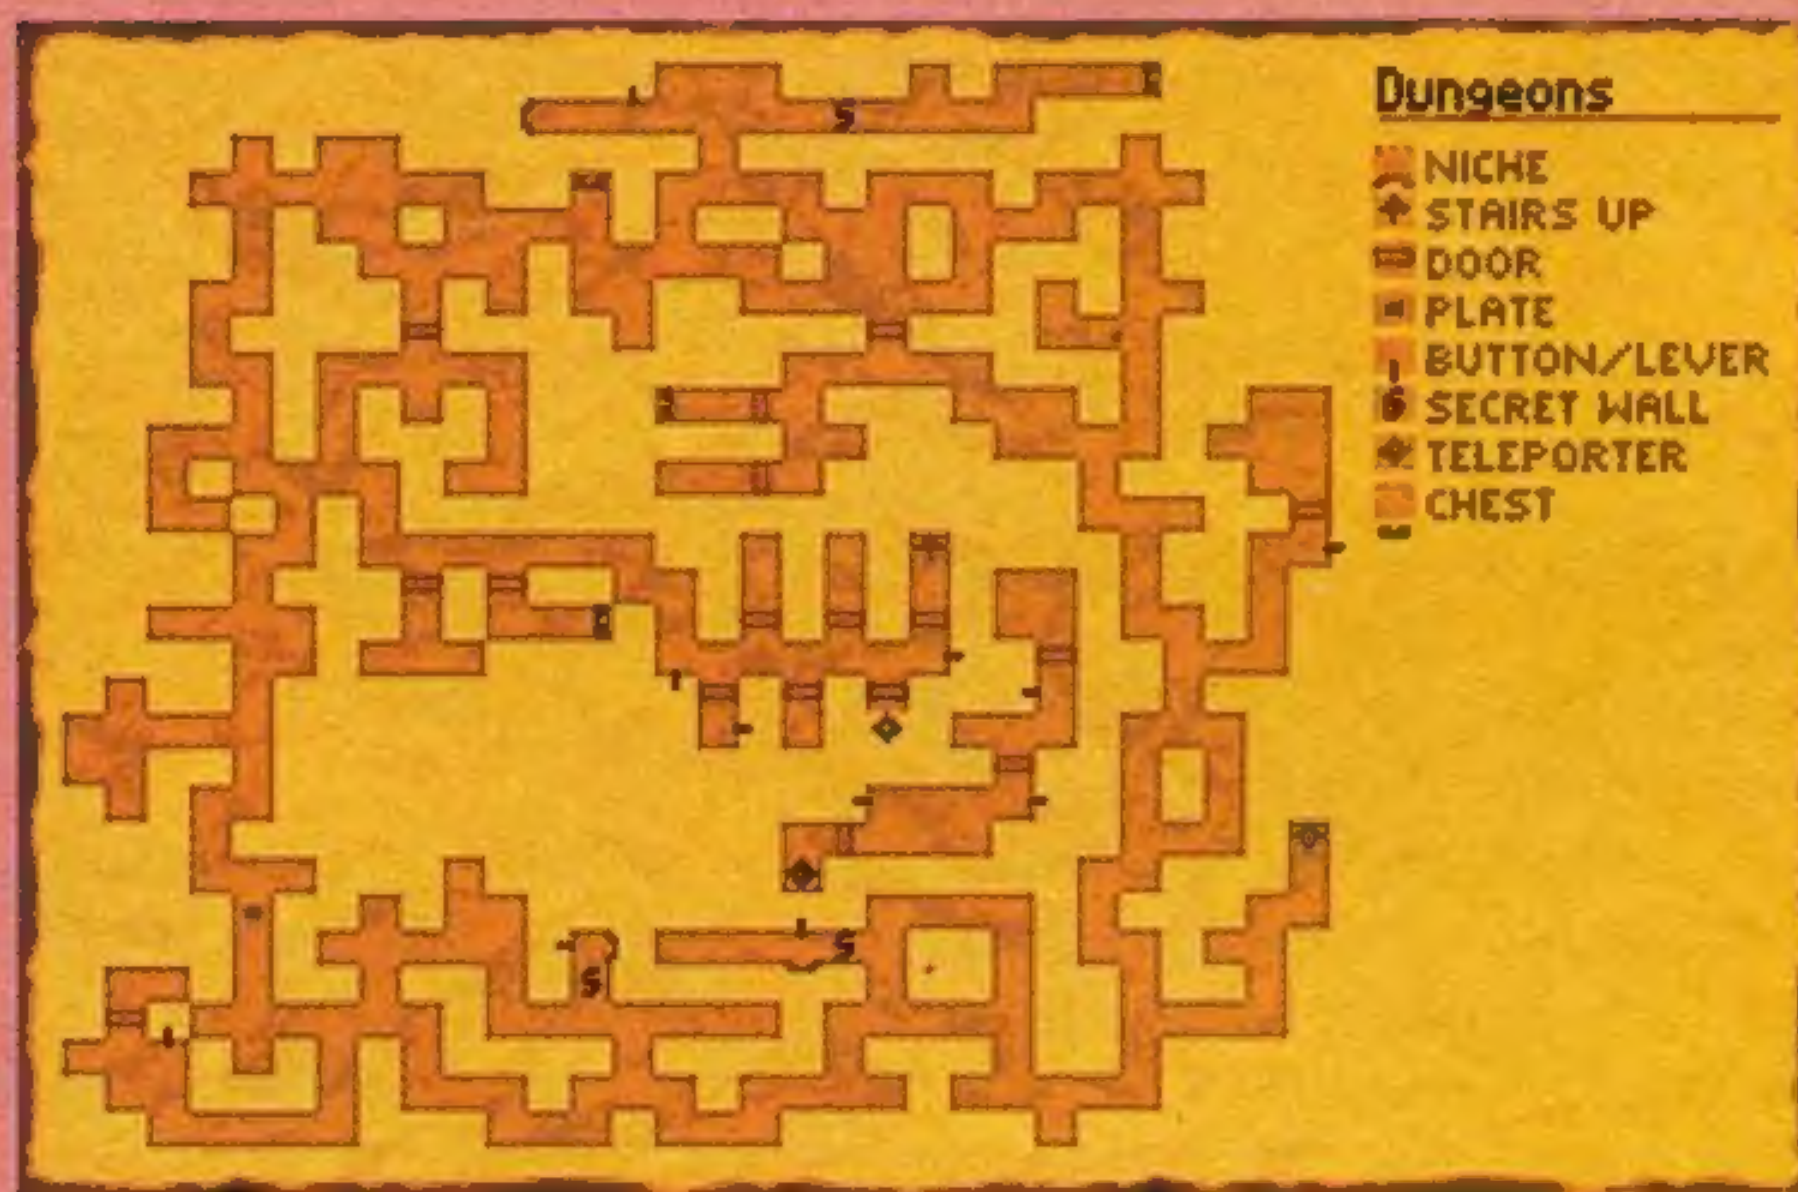 Dungeons
NICHE
STAIRS UP
DOOR
PLATE
BUTTON/LEVER
SECRET WALL
TELEPORTER
CHEST
S
S
S